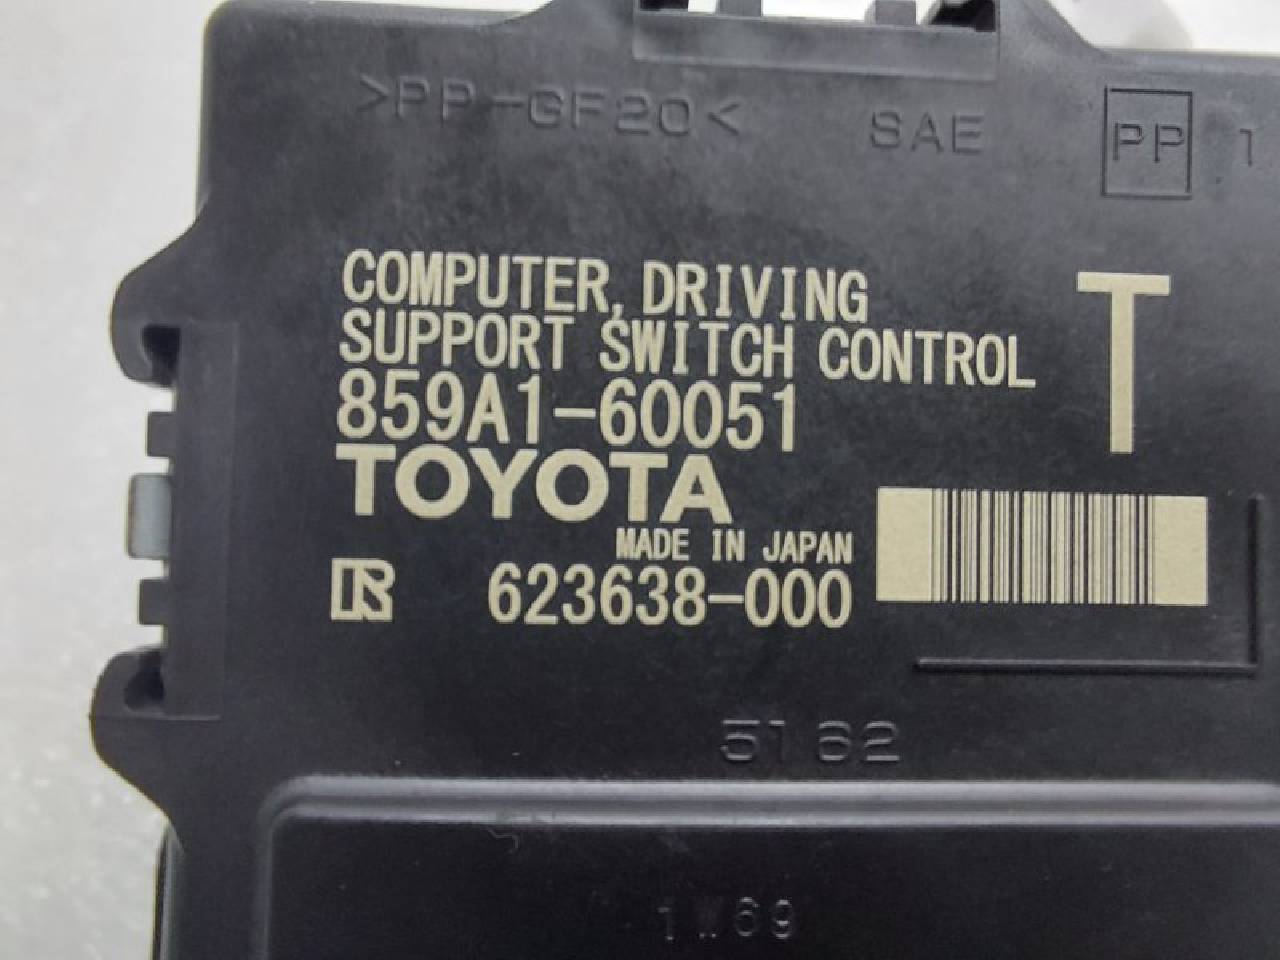 >PP-GF20<
SAE
PP
1
COMPUTER, DRIVING
SUPPORT SWITCH CONTROL
T
859A1-60051
TOYOTA
MADE IN JAPAN
R
623638-000
5162
1W69